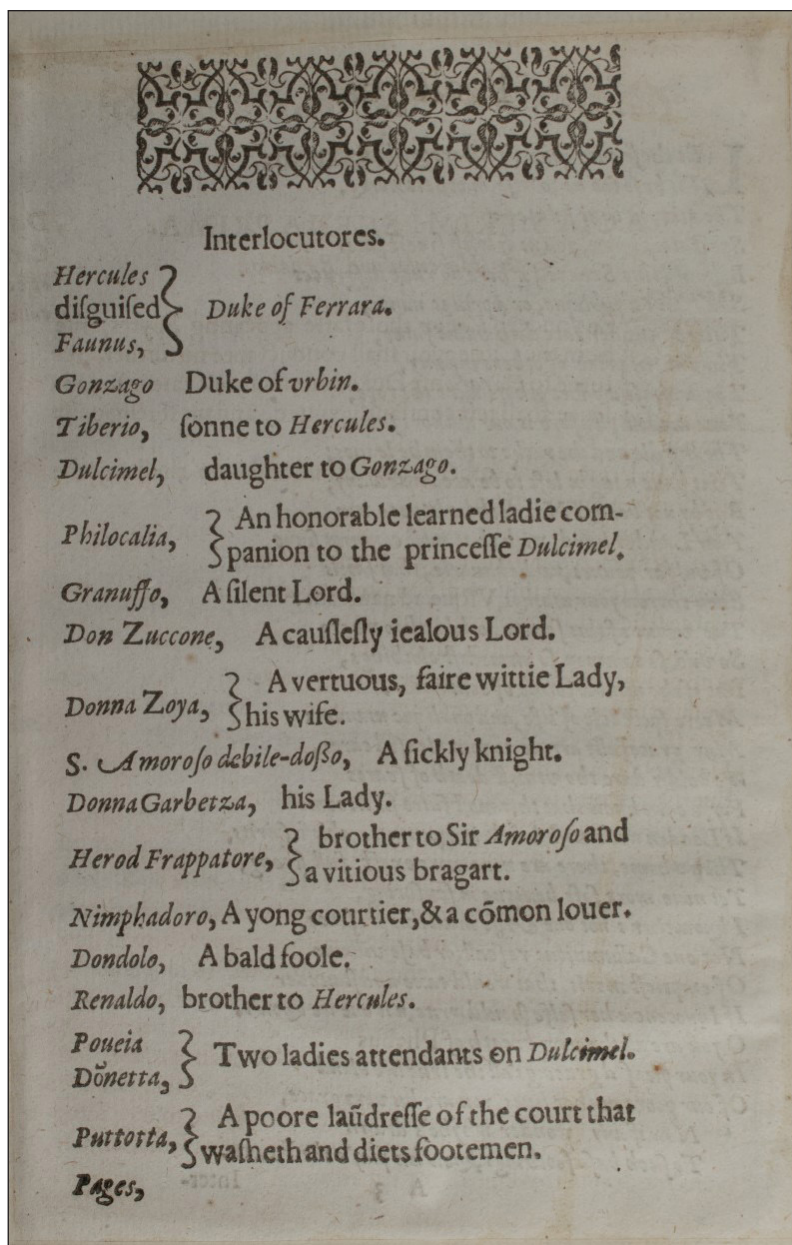 Interlocutores.
Hercules
diſguiſed Duke of Ferrara.
Faunus,
Gonzago Duke of vrbin.
Tiberio, ſonne to Hercules.
Dulcimel, daughter to Gonzago.
Philocalia, An honorable learned ladie com-
panion to the princeſſe Dulcimel.
Granuffo, A ſilent Lord.
Don Zuccone, A cauſleſly iealous Lord.
Donna Zoya, A vertuous, faire wittie Lady,
his wife.
S. Amoroſo debile-doßo, A ſickly knight.
Donna Garbetza, his Lady.
Herod Frappatore, brother to Sir Amoroſo and
a vitious bragart.
Nimphadoro, A yong courtier, & a cōmon louer.
Dondolo, A bald foole.
Renaldo, brother to Hercules.
Poueia
Dōnetta, Two ladies attendants on Dulcimel.
Puttotta, A poore laūdreſſe of the court that
waſheth and diets footemen.
Pages,